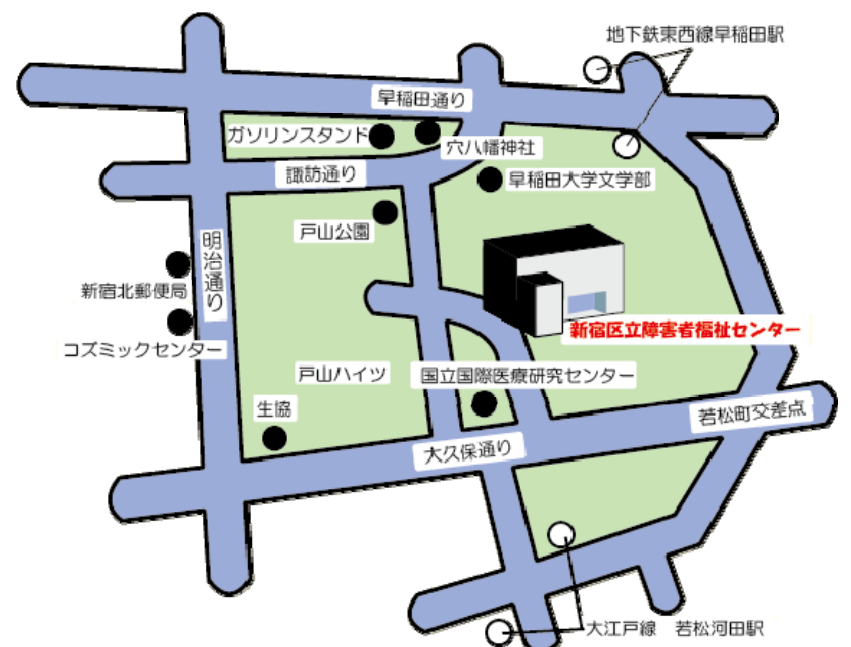 地下鉄東西線早稲田駅
早稲田通り
ガソリンスタンド
穴八幡神社
諏訪通り
早稲田大学文学部
戸山公園
明治通り
新宿北郵便局
新宿区立障害者福祉センター
コズミックセンター
戸山ハイツ
国立国際医療研究センター
生協
若松町交差点
大久保通り
大江戸線 若松河田駅